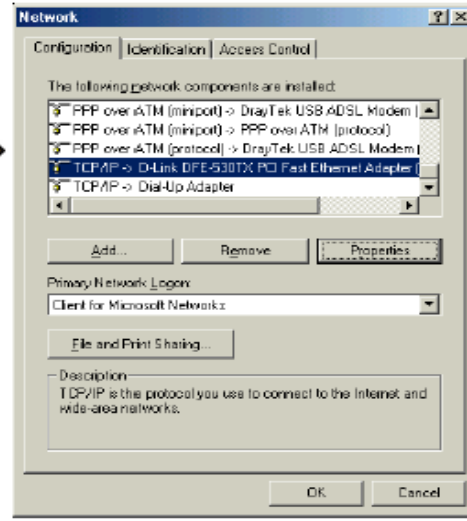 Network
Configuration Identification Access Control
The following network components are installed:
PPP over ATM (miniport) -> DrayTek USB ADSL Modem (
PPP over ATM (miniport) -> PPP over ATM (protocol)
PPP over ATM (protocol) -> DrayTek USB ADSL Modem (
TCP/IP -> D-Link DFE-530TX PCI Fast Ethernet Adapter (
TCP/IP -> Dial-Up Adapter
Add... Remove Properties
Primary Network Logon:
Client for Microsoft Networks
File and Print Sharing...
Description
TCP/IP is the protocol you use to connect to the Internet and
wide-area networks.
OK Cancel